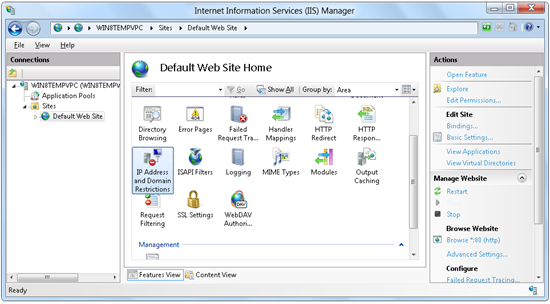 Internet Information Services (IIS) Manager
WIN8TEMPVPC
Sites
Default Web Site
File
View
Help
Connections
WIN8TEMPVPC (WIN8TEMPVPC
Application Pools
Sites
Default Web Site
Default Web Site Home
Filter:
Go
Show All
Group by:
Area
Directory Browsing
Error Pages
Failed Request Tra...
Handler Mappings
HTTP Redirect
HTTP Respon...
IP Address and Domain Restrictions
ISAPI Filters
Logging
MIME Types
Modules
Output Caching
Request Filtering
SSL Settings
WebDAV Authori...
Management
Features View
Content View
Actions
Open Feature
Explore
Edit Permissions...
Edit Site
Bindings...
Basic Settings...
View Applications
View Virtual Directories
Manage Website
Restart
Stop
Browse Website
Browse *:80 (http)
Advanced Settings...
Configure
Failed Request Tracing...
Ready